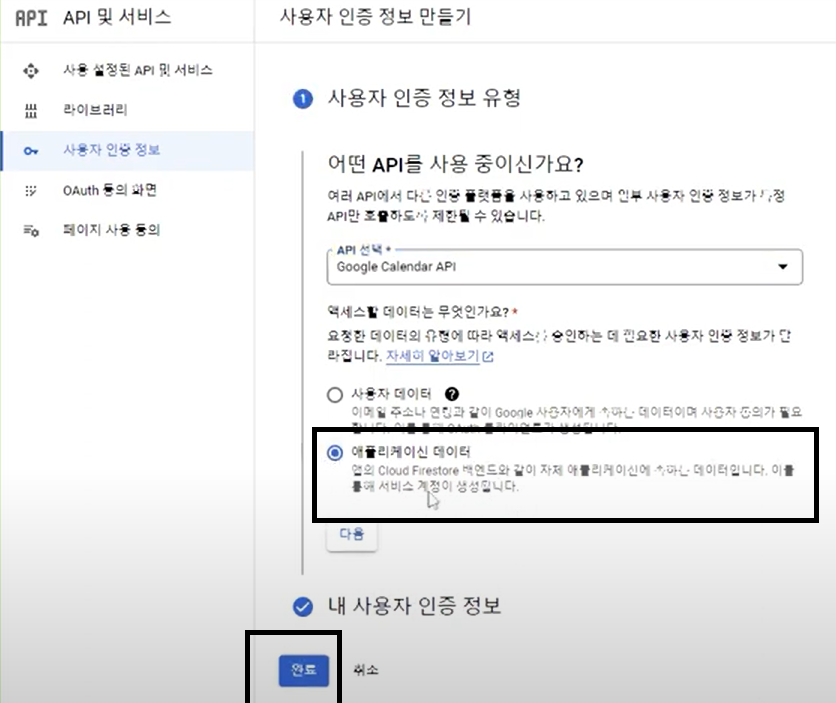 API API 및 서비스
사용 설정된 API 및 서비스
라이브러리
사용자 인증 정보
OAuth 동의 화면
페이지 사용 동의
사용자 인증 정보 만들기
1 사용자 인증 정보 유형
어떤 API를 사용 중이신가요?
여러 API에서 다른 인증 플랫폼을 사용하고 있으며 일부 사용자 인증 정보가 특정
API만 호출하도록 제한될 수 있습니다.
API 선택 *
Google Calendar API
액세스할 데이터는 무엇인가요? *
요청한 데이터의 유형에 따라 액세스를 승인하는 데 필요한 사용자 인증 정보가 달
라집니다. 자세히 알아보기
사용자 데이터 ?
이메일 주소나 연령과 같이 Google 사용자에게 속하는 데이터이며 사용자 동의가 필요
합니다. 이를 통해 OAuth 클라이언트가 생성됩니다.
애플리케이션 데이터
앱의 Cloud Firestore 백엔드와 같이 자체 애플리케이션에 속하는 데이터입니다. 이를
통해 서비스 계정이 생성됩니다.
다음
내 사용자 인증 정보
완료 취소